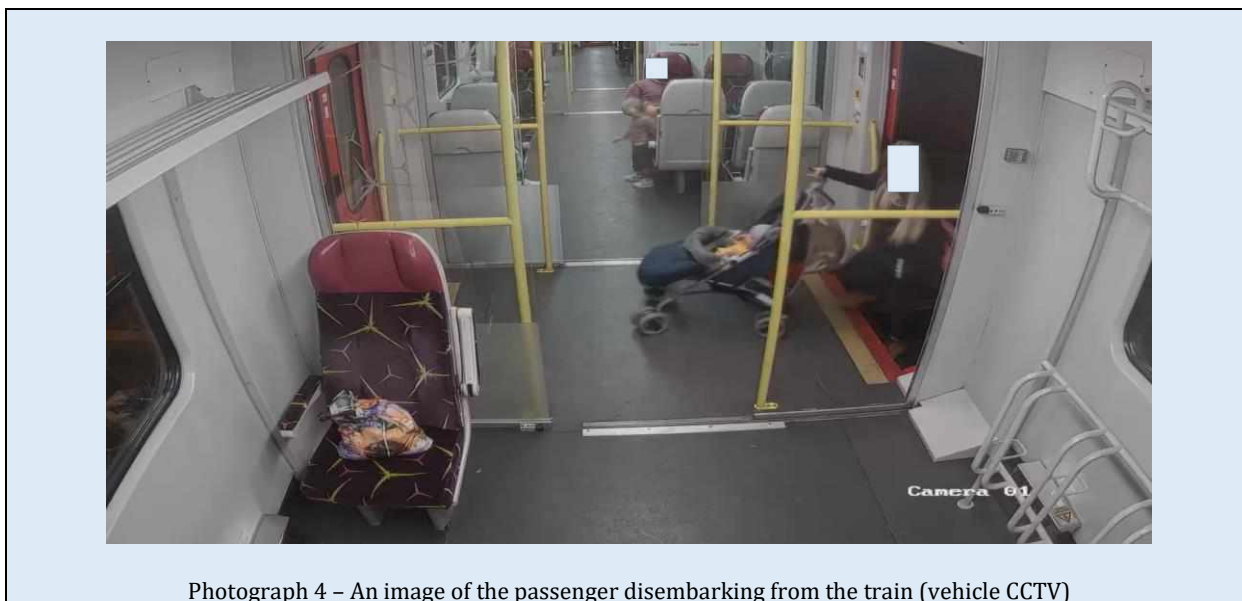 Camera 01
Photograph 4 – An image of the passenger disembarking from the train (vehicle CCTV)